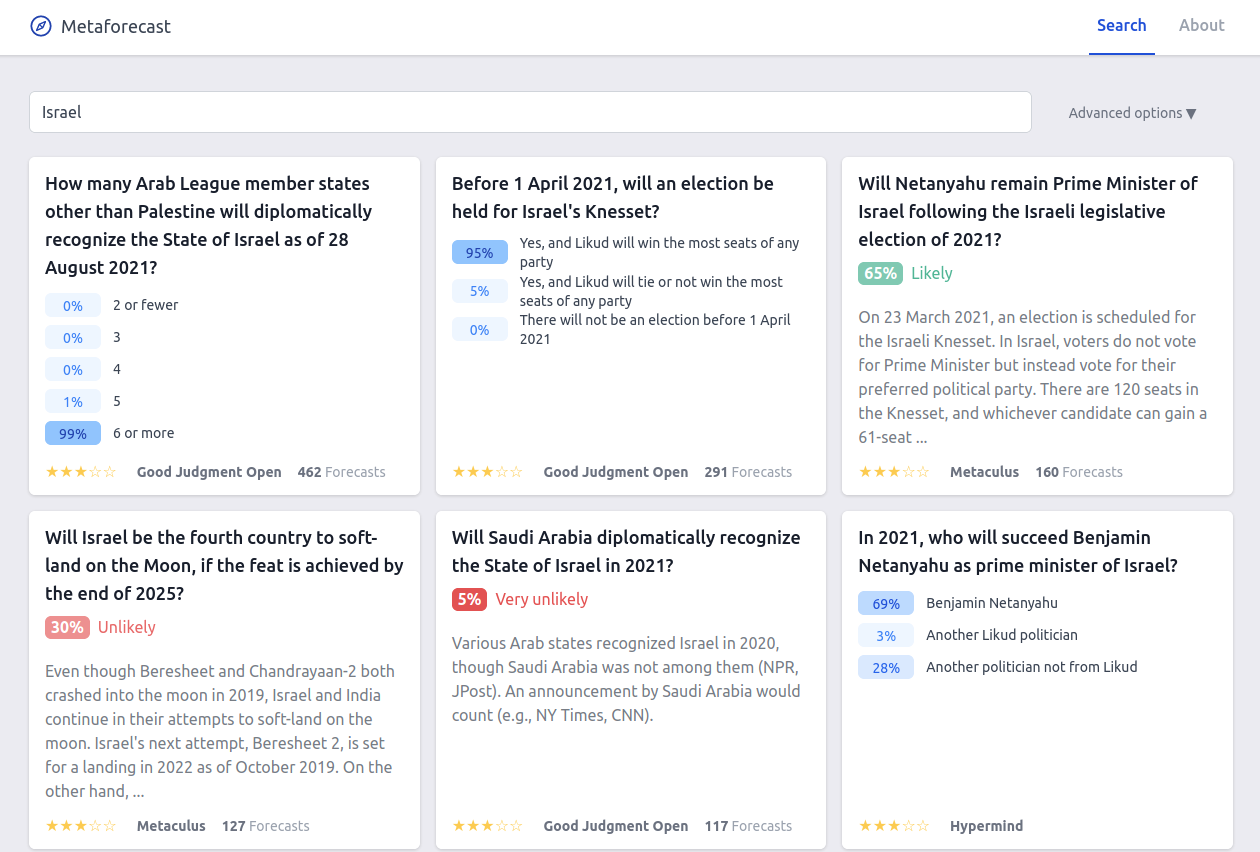 Metaforecast
Search
About
Israel
Advanced options ▼
How many Arab League member states
other than Palestine will diplomatically
recognize the State of Israel as of 28
August 2021?
0% 2 or fewer
0% 3
0% 4
1% 5
99% 6 or more
★★★☆☆ Good Judgment Open 462 Forecasts
Before 1 April 2021, will an election be
held for Israel's Knesset?
95% Yes, and Likud will win the most seats of any
party
5% Yes, and Likud will tie or not win the most
seats of any party
0% There will not be an election before 1 April
2021
★★★☆☆ Good Judgment Open 291 Forecasts
Will Netanyahu remain Prime Minister of
Israel following the Israeli legislative
election of 2021?
65% Likely
On 23 March 2021, an election is scheduled for
the Israeli Knesset. In Israel, voters do not vote
for Prime Minister but instead vote for their
preferred political party. There are 120 seats in
the Knesset, and whichever candidate can gain a
61-seat ...
★★★☆☆ Metaculus 160 Forecasts
Will Israel be the fourth country to soft-
land on the Moon, if the feat is achieved by
the end of 2025?
30% Unlikely
Even though Beresheet and Chandrayaan-2 both
crashed into the moon in 2019, Israel and India
continue in their attempts to soft-land on the
moon. Israel's next attempt, Beresheet 2, is set
for a landing in 2022 as of October 2019. On the
other hand, ...
★★★☆☆ Metaculus 127 Forecasts
Will Saudi Arabia diplomatically recognize
the State of Israel in 2021?
5% Very unlikely
Various Arab states recognized Israel in 2020,
though Saudi Arabia was not among them (NPR,
JPost). An announcement by Saudi Arabia would
count (e.g., NY Times, CNN).
★★★☆☆ Good Judgment Open 117 Forecasts
In 2021, who will succeed Benjamin
Netanyahu as prime minister of Israel?
69% Benjamin Netanyahu
3% Another Likud politician
28% Another politician not from Likud
★★★☆☆ Hypermind